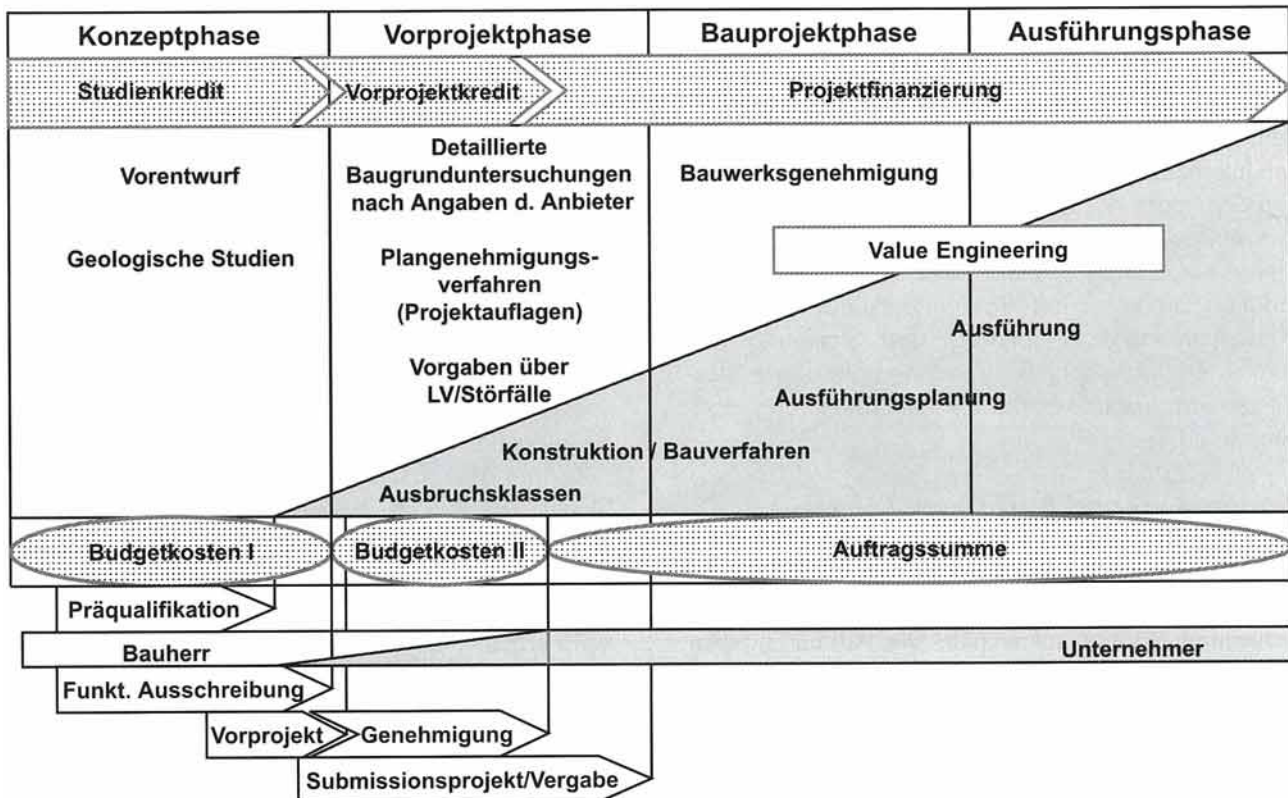 Konzeptphase
Vorprojektphase
Bauprojektphase
Ausführungsphase
Studienkredit
Vorprojektkredit
Projektfinanzierung
Vorentwurf
Detaillierte
Baugrunduntersuchungen
nach Angaben d. Anbieter
Bauwerksgenehmigung
Geologische Studien
Plangenehmigungs-
verfahren
(Projektauflagen)
Value Engineering
Vorgaben über
LV/Störfälle
Ausführung
Ausführungsplanung
Konstruktion / Bauverfahren
Ausbruchsklassen
Budgetkosten I
Budgetkosten II
Auftragssumme
Präqualifikation
Bauherr
Unternehmer
Funkt. Ausschreibung
Vorprojekt
Genehmigung
Submissionsprojekt/Vergabe